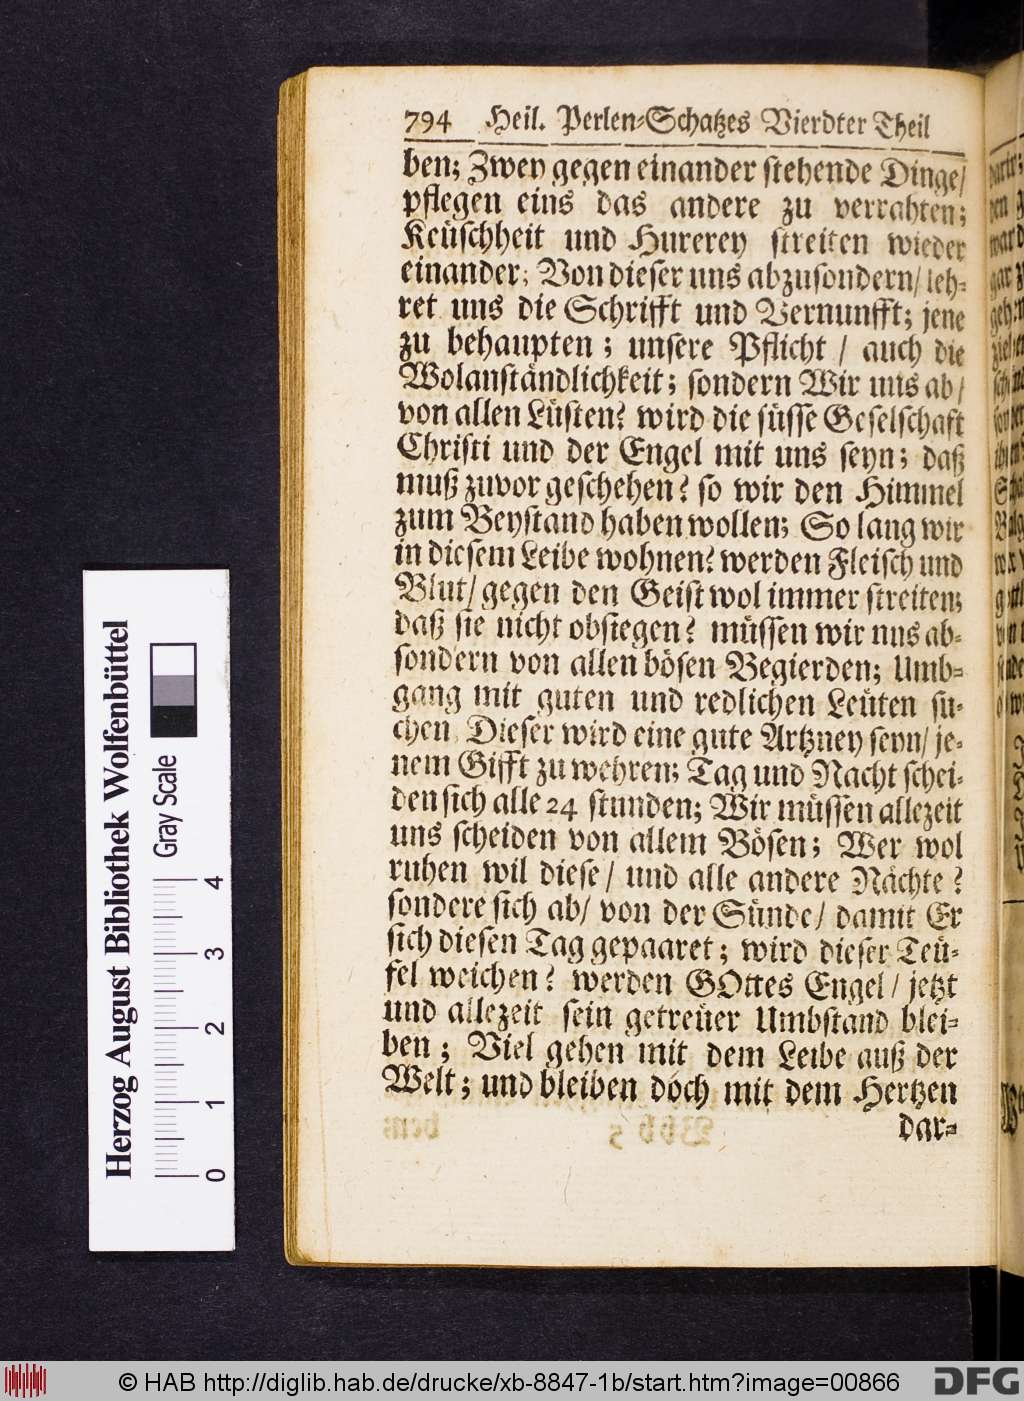 794 Heil. Perlen-Schatzes Vierdter Theil
ben; Zwey gegen einander stehende Dinge/
pflegen eins das andere zu verrahten;
Keüschheit und Hurerey streiten wieder
einander; Von dieser uns abzusondern/ leh-
ret uns die Schrifft und Vernunfft; jene
zu behaupten; unsere Pflicht / auch die
Wolanständlichkeit; sondern Wir uns ab/
von allen Lüsten? wird die süsse Geselschaft
Christi und der Engel mit uns seyn; daß
muß zuvor geschehen? so wir den Himmel
zum Beystand haben wollen; So lang wir
in diesem Leibe wohnen? werden Fleisch und
Blut/ gegen den Geist wol immer streiten;
daß sie nicht obsiegen? müssen wir uns ab-
sondern von allen bösen Begierden; Umb-
gang mit guten und redlichen Leüten su-
chen Dieser wird eine gute Artzney seyn/ je-
nem Gifft zu wehren; Tag und Nacht schei-
den sich alle 24 stunden; Wir müssen allezeit
uns scheiden von allem Bösen; Wer wol
ruhen wil diese/ und alle andere Nächte?
sondere sich ab/ von der Sünde/ damit Er
sich diesen Tag gepaaret; wird dieser Teü-
fel weichen? werden GOttes Engel/ jetzt
und allezeit sein getreüer Umbstand blei-
ben; Viel gehen mit dem Leibe auß der
Welt; und bleiben doch mit dem Hertzen
dar-
Herzog August Bibliothek Wolfenbüttel
Gray Scale
0 1 2 3 4
© HAB http://diglib.hab.de/drucke/xb-8847-1b/start.htm?image=00866
DFG